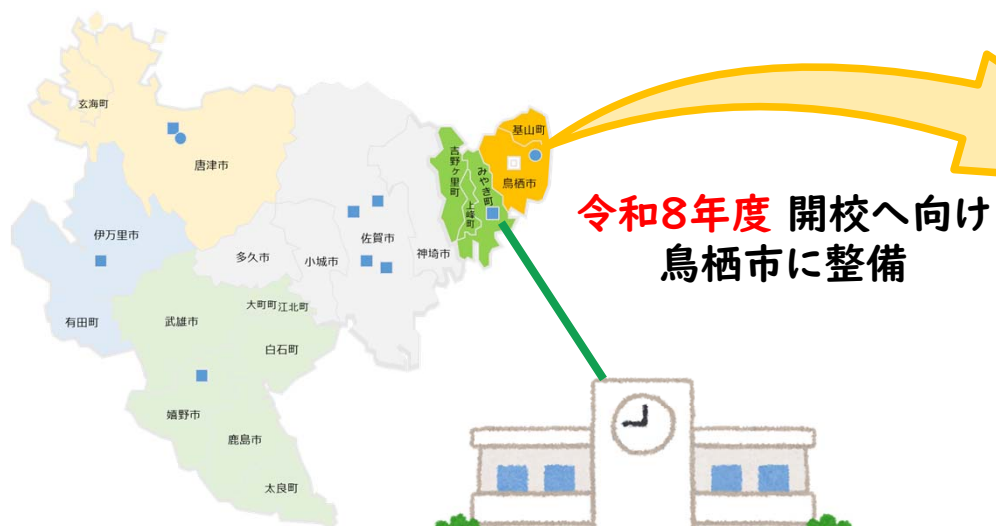 玄海町
唐津市
伊万里市
有田町
武雄市
嬉野市
鹿島市
太良町
白石町
大町町
江北町
多久市
小城市
佐賀市
神埼市
吉野ヶ里町
上峰町
みやき町
鳥栖市
基山町
令和8年度 開校へ向け
鳥栖市に整備